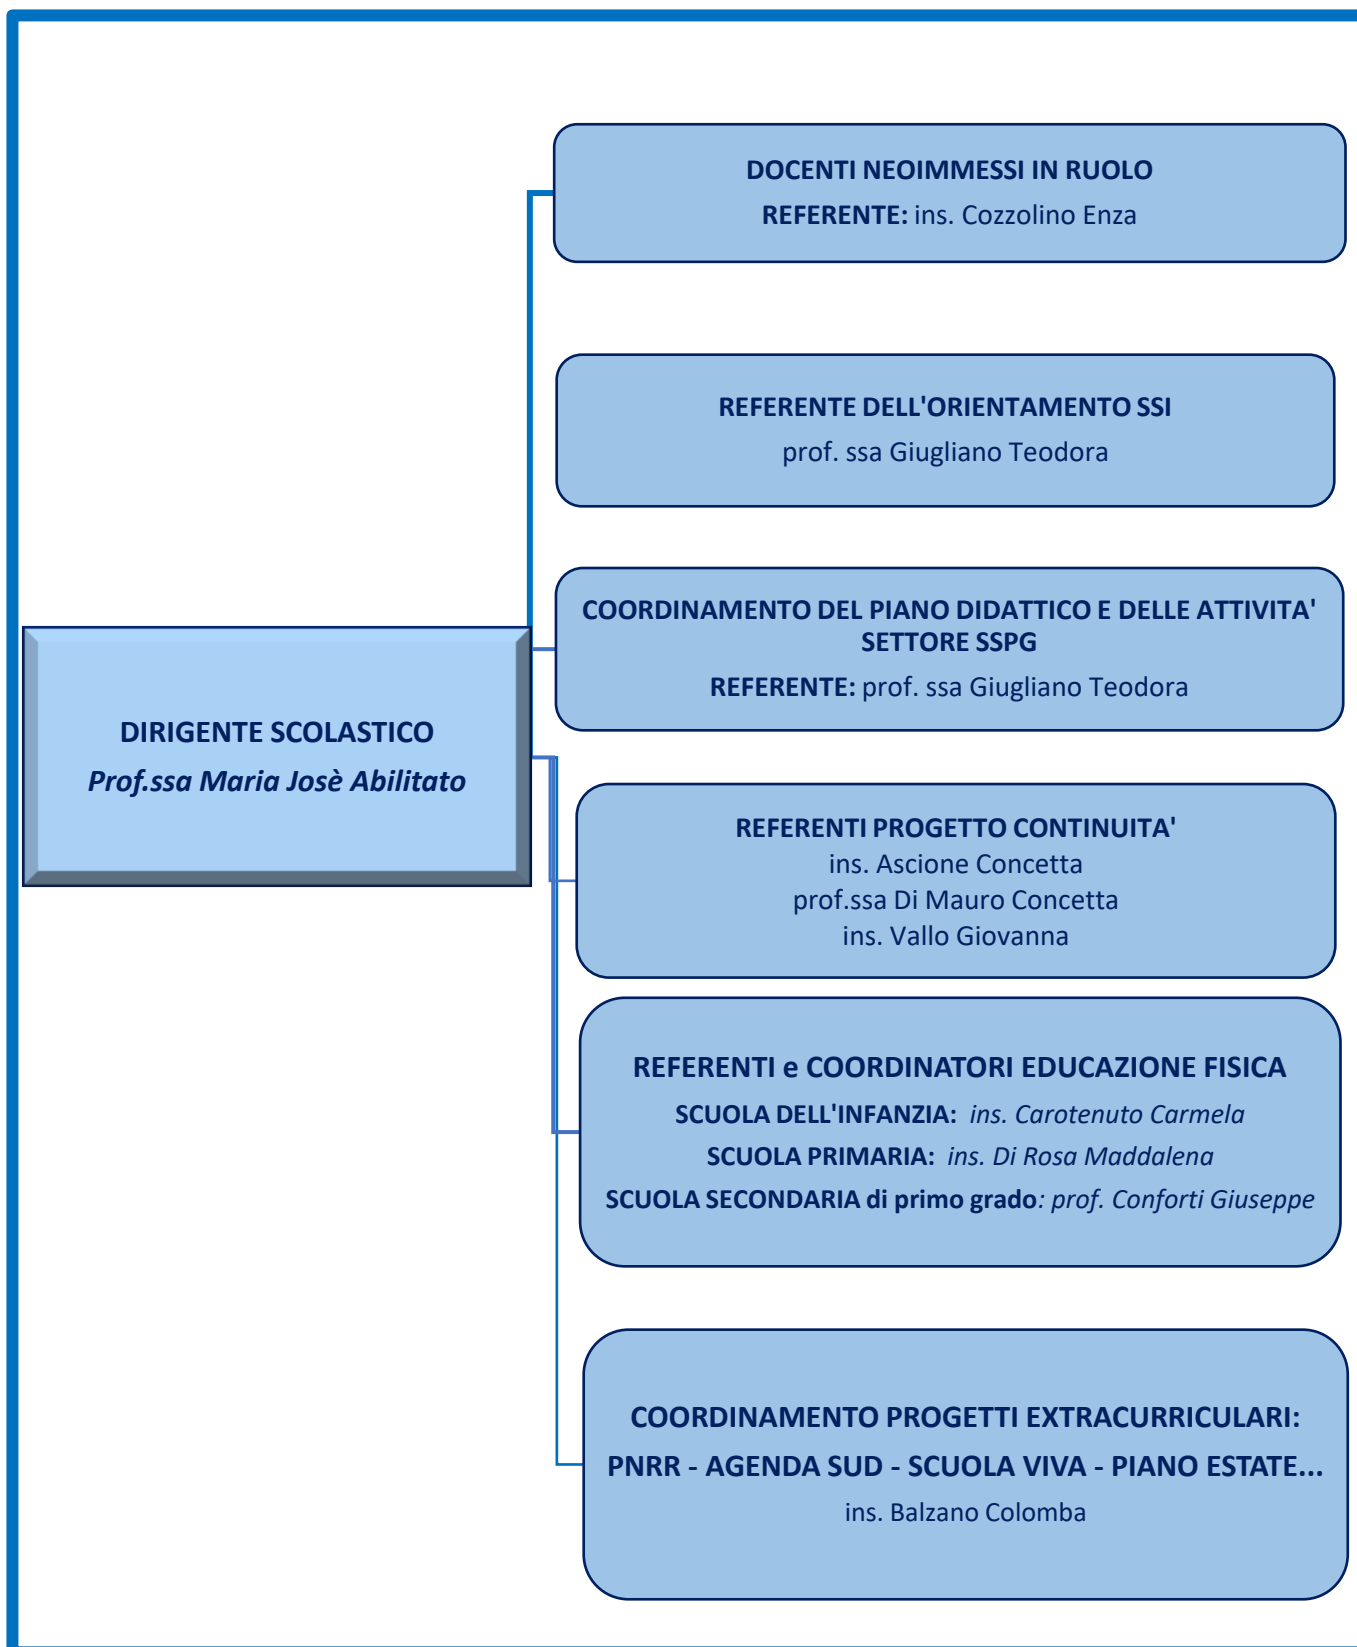 DOCENTI NEOIMMESSI IN RUOLO
REFERENTE: ins. Cozzolino Enza
REFERENTE DELL'ORIENTAMENTO SSI
prof. ssa Giugliano Teodora
COORDINAMENTO DEL PIANO DIDATTICO E DELLE ATTIVITA'
SETTORE SSPG
REFERENTE: prof. ssa Giugliano Teodora
DIRIGENTE SCOLASTICO
Prof.ssa Maria Josè Abilitato
REFERENTI PROGETTO CONTINUITA'
ins. Ascione Concetta
prof.ssa Di Mauro Concetta
ins. Vallo Giovanna
REFERENTI e COORDINATORI EDUCAZIONE FISICA
SCUOLA DELL'INFANZIA: ins. Carotenuto Carmela
SCUOLA PRIMARIA: ins. Di Rosa Maddalena
SCUOLA SECONDARIA di primo grado: prof. Conforti Giuseppe
COORDINAMENTO PROGETTI EXTRACURRICULARI:
PNRR - AGENDA SUD - SCUOLA VIVA - PIANO ESTATE...
ins. Balzano Colomba